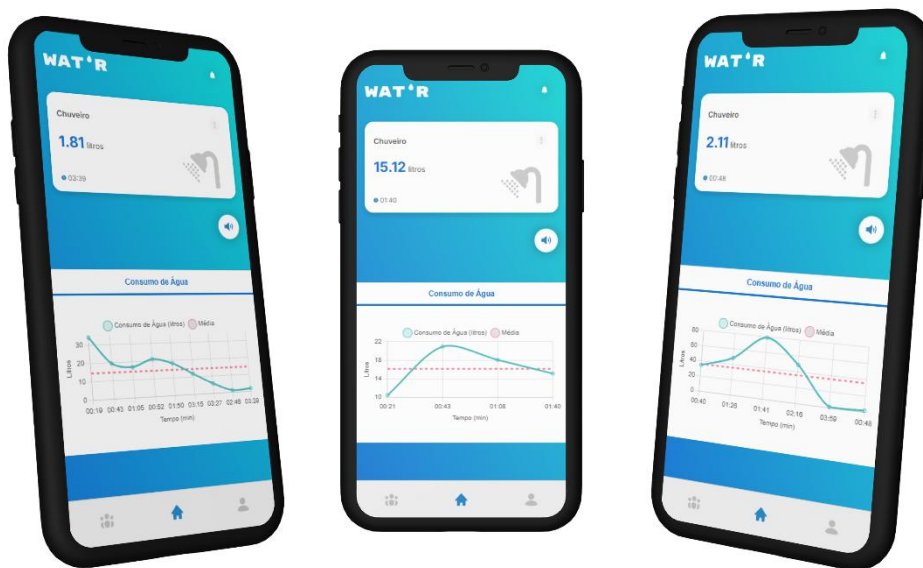 WAT'R
Chuveiro
1.81 litros
03:39
Consumo de Água
Consumo de Água (litros) Média
Litros
30
20
10
0
00:19 00:43 01:05 00:52 01:50 03:15 03:27 02:46 03:39
Tempo (min)
WAT'R
Chuveiro
15.12 litros
01:40
Consumo de Água
Consumo de Água (litros) Média
Litros
22
18
14
10
00:21 00:43 01:08 01:40
Tempo (min)
WAT'R
Chuveiro
2.11 litros
00:48
Consumo de Água
Consumo de Água (litros) Média
Litros
80
60
40
20
0
00:40 01:26 01:41 02:16 03:59 00:48
Tempo (min)